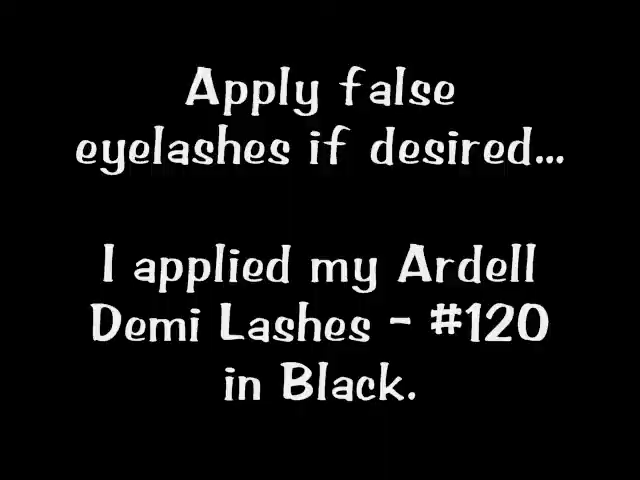 Apply false
eyelashes if desired...
I applied my Ardell
Demi Lashes - #120
in Black.